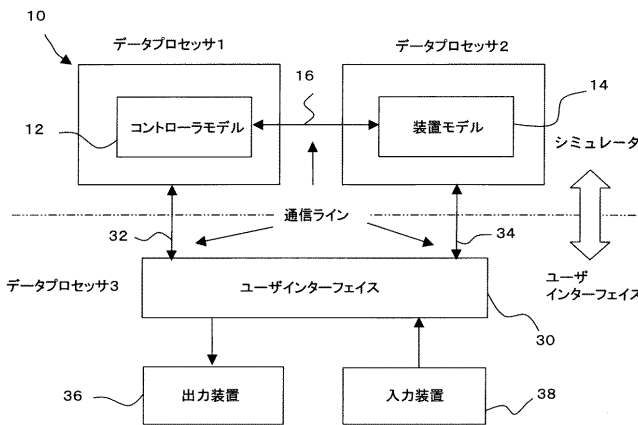 10
データプロセッサ1
データプロセッサ2
16
14
12
コントローラモデル
装置モデル
シミュレータ
通信ライン
32
34
データプロセッサ3
ユーザインターフェイス
ユーザ
インターフェイス
30
36
出力装置
入力装置
38